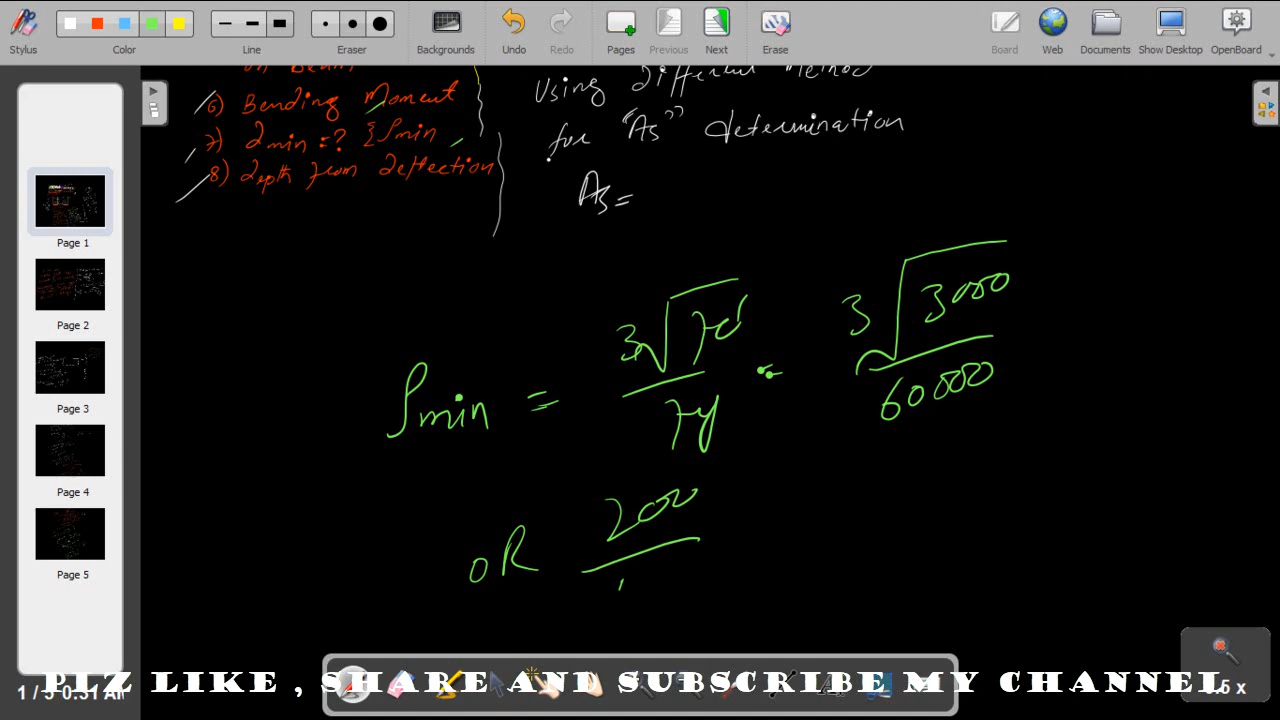 Stylus Color Line Eraser Backgrounds Undo Redo Pages Previous Next Erase Board Web Documents Show Desktop OpenBoard
on Beam
6) Bending Moment
7) dmin =? {ρmin
8) depth from deflection
Using different Method
for "As" determination
As =
ρmin = 3√fc' / fy = 3√3000 / 60000
OR 200
Page 1
Page 2
Page 3
Page 4
Page 5
PLZ LIKE , SHARE AND SUBSCRIBE MY CHANNEL